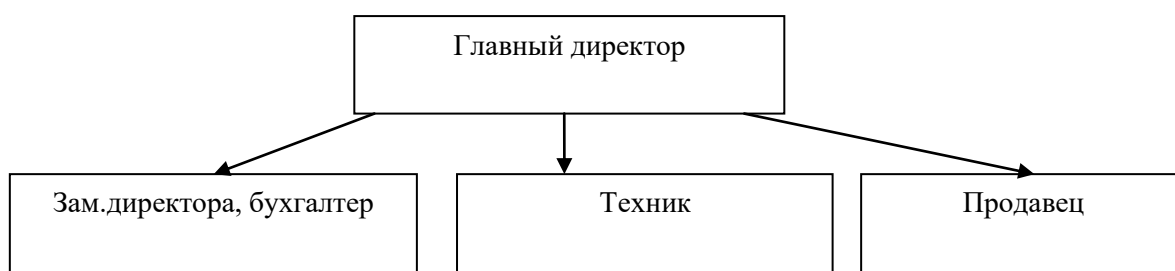 Главный директор
Зам.директора, бухгалтер
Техник
Продавец